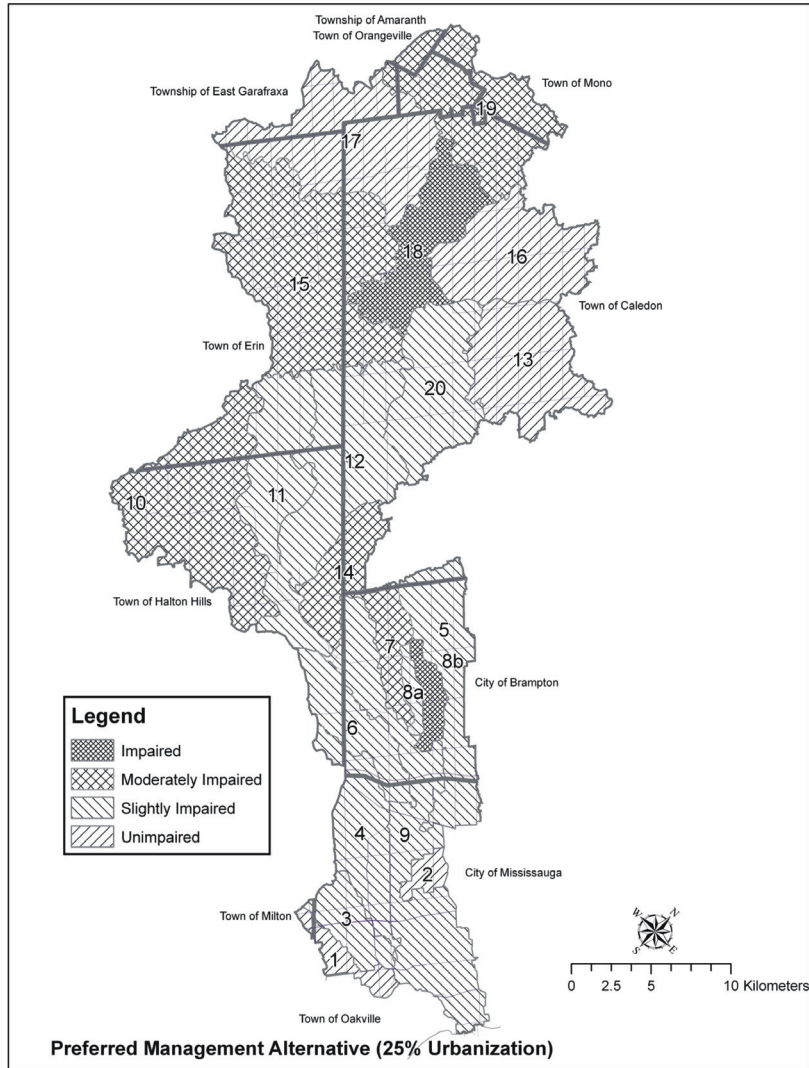 Township of Amaranth
Town of Orangeville
Township of East Garafraxa
Town of Mono
19
17
18
16
15
Town of Caledon
Town of Erin
13
20
12
11
10
14
Town of Halton Hills
5
7
8b
8a
City of Brampton
6
Legend
Impaired
Moderately Impaired
Slightly Impaired
Unimpaired
4
9
2
City of Mississauga
Town of Milton
3
1
W N
S E
0 2.5 5 10 Kilometers
Town of Oakville
Preferred Management Alternative (25% Urbanization)